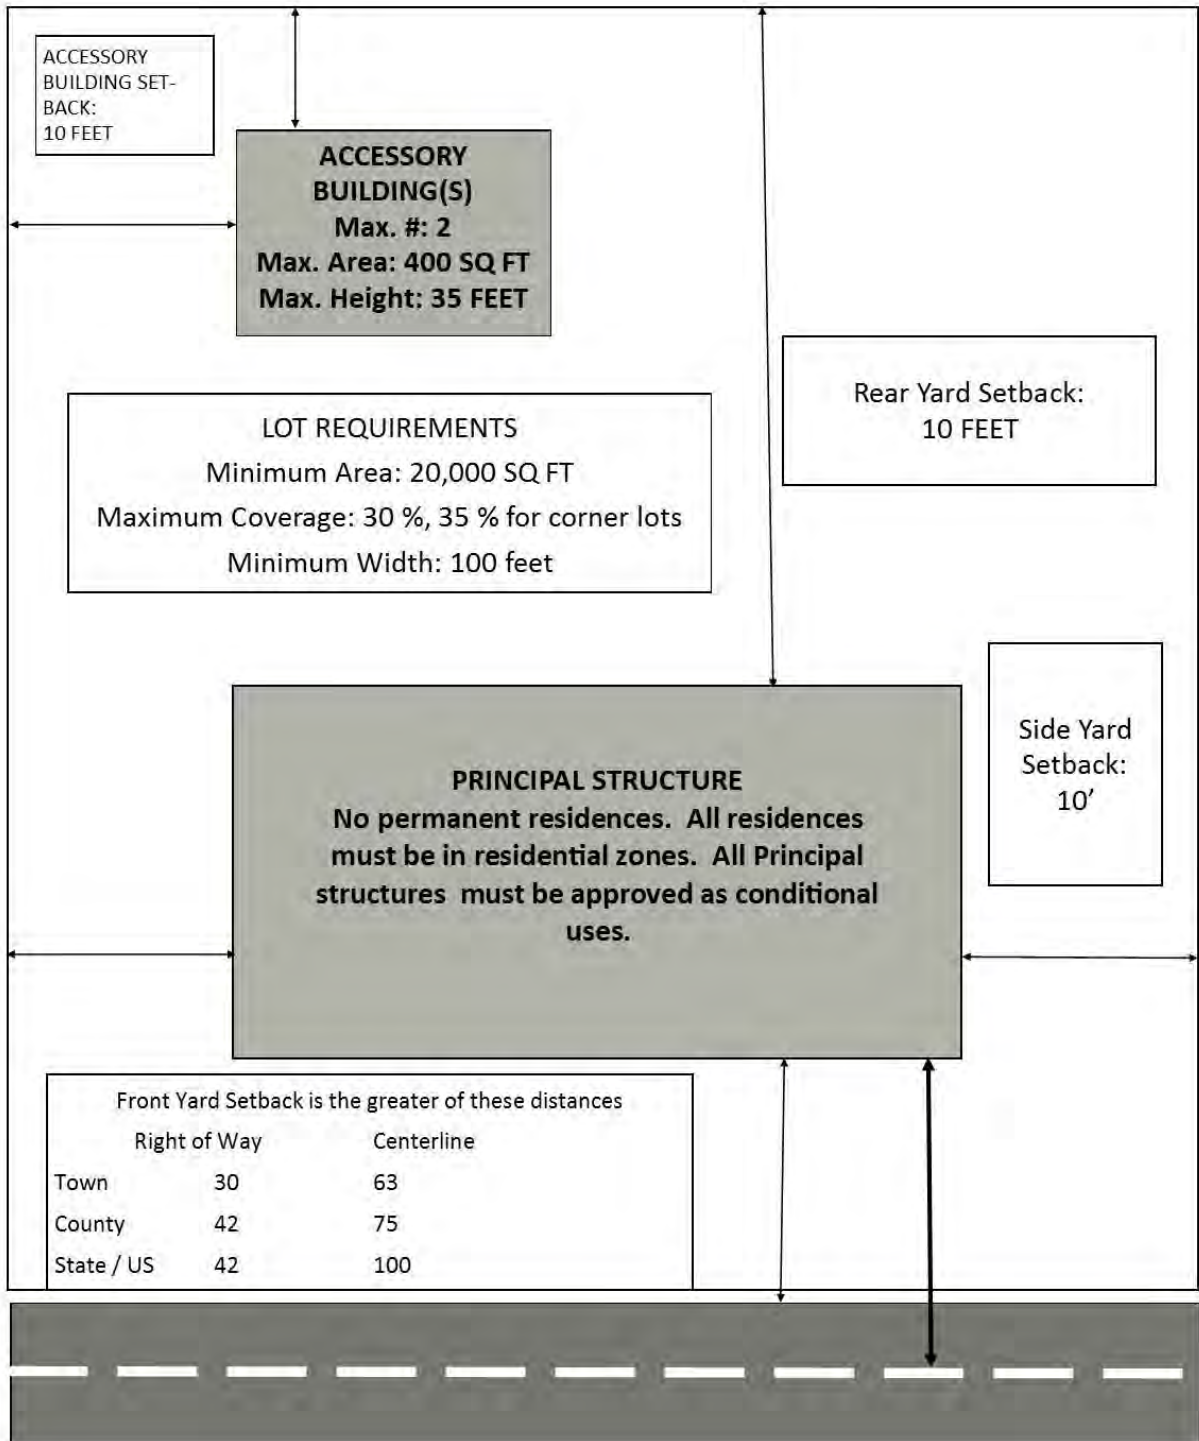 ACCESSORY
BUILDING SET-
BACK:
10 FEET
ACCESSORY
BUILDING(S)
Max. #: 2
Max. Area: 400 SQ FT
Max. Height: 35 FEET
LOT REQUIREMENTS
Minimum Area: 20,000 SQ FT
Maximum Coverage: 30 %, 35 % for corner lots
Minimum Width: 100 feet
Rear Yard Setback:
10 FEET
Side Yard
Setback:
10’
PRINCIPAL STRUCTURE
No permanent residences.  All residences
must be in residential zones.  All Principal
structures  must be approved as conditional
uses.
Front Yard Setback is the greater of these distances
Right of Way Centerline
Town 30 63
County 42 75
State / US 42 100